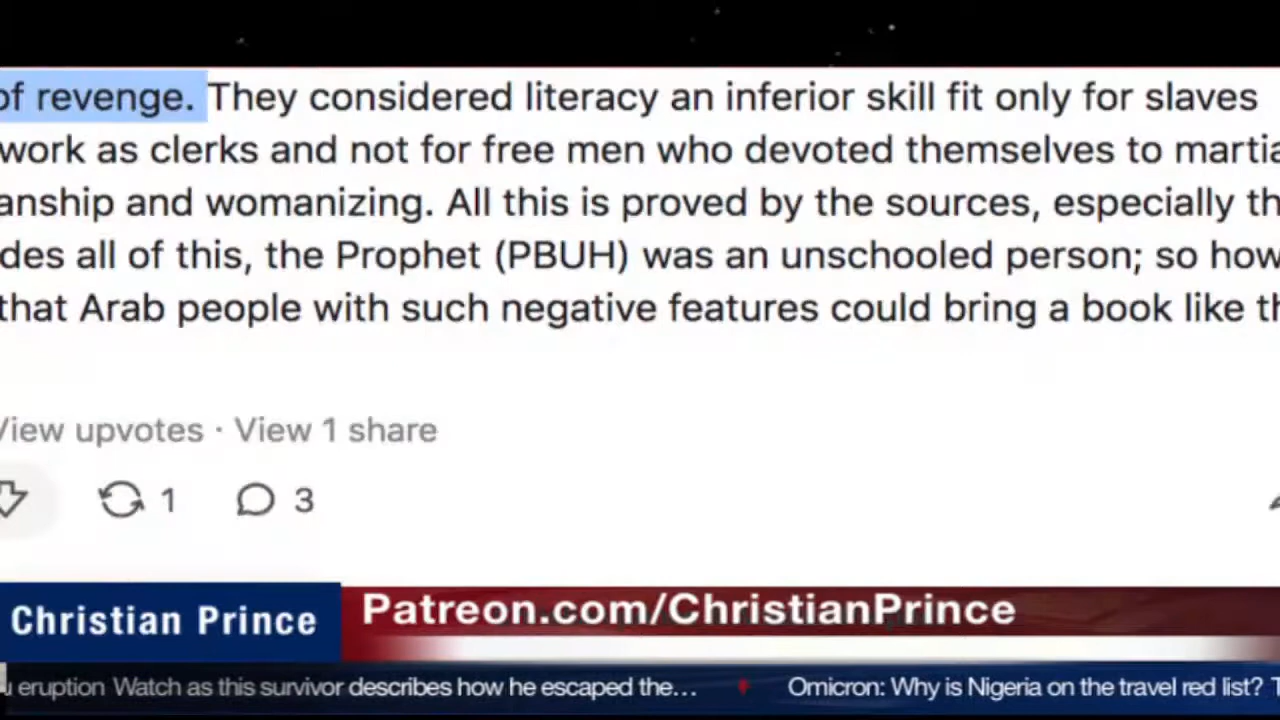 of revenge. They considered literacy an inferior skill fit only for slaves
work as clerks and not for free men who devoted themselves to
anship and womanizing. All this is proved by the sources, especially
des all of this, the Prophet (PBUH) was an unschooled person; so how
that Arab people with such negative features could bring a book like
View upvotes · View 1 share
1 3
Christian Prince Patreon.com/ChristianPrince
eruption Watch as this survivor describes how he escaped the... Omicron: Why is Nigeria on the travel red list?